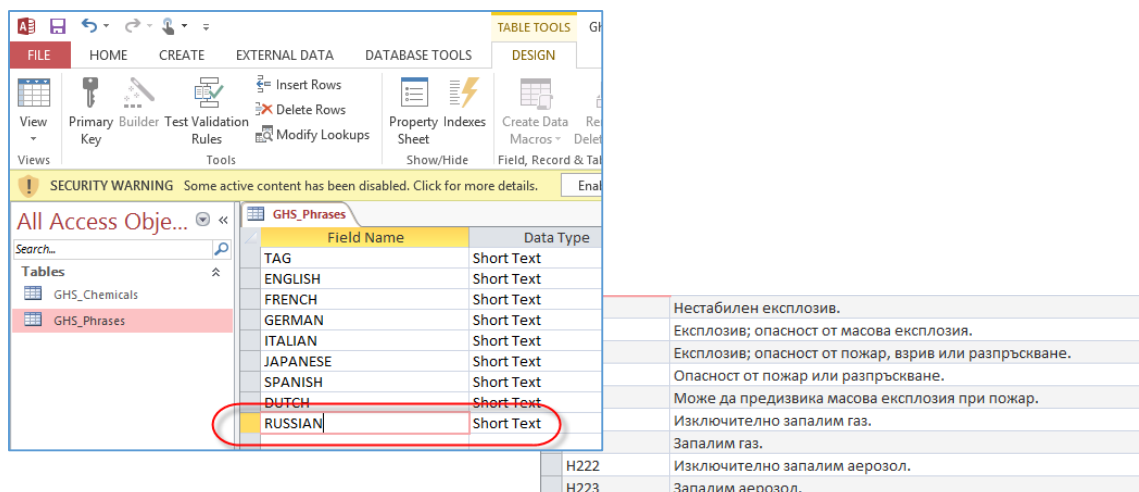 TABLE TOOLS
FILE HOME CREATE EXTERNAL DATA DATABASE TOOLS DESIGN
View
Primary Key
Builder
Test Validation Rules
Insert Rows
Delete Rows
Modify Lookups
Property Sheet
Indexes
Create Data Macros
Views
Tools
Show/Hide
Field, Record &
SECURITY WARNING Some active content has been disabled. Click for more details.
All Access Obje...
Search...
Tables
GHS_Chemicals
GHS_Phrases
GHS_Phrases
Field Name Data Type
TAG Short Text
ENGLISH Short Text
FRENCH Short Text
GERMAN Short Text
ITALIAN Short Text
JAPANESE Short Text
SPANISH Short Text
DUTCH Short Text
RUSSIAN Short Text
Нестабилен експлозив.
Експлозив; опасност от масова експлозия.
Експлозив; опасност от пожар, взрив или разпръскване.
Опасност от пожар или разпръскване.
Може да предизвика масова експлозия при пожар.
Изключително запалим газ.
Запалим газ.
H222 Изключително запалим аерозол.
H223 Запалим аерозол.